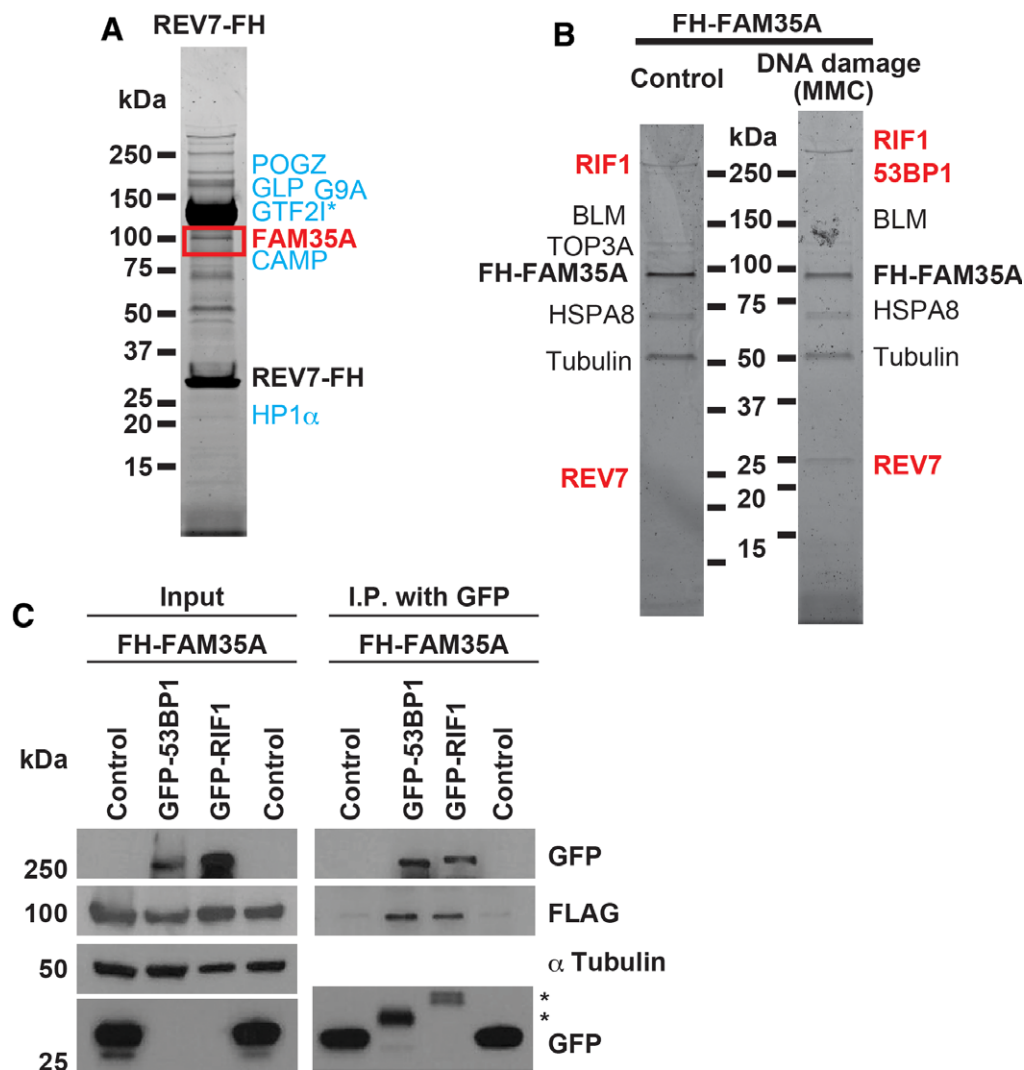 A
REV7-FH
kDa
250
150
100
75
50
37
25
20
15
POGZ
GLP G9A
GTF2I*
FAM35A
CAMP
REV7-FH
HP1α
B
FH-FAM35A
Control
DNA damage
(MMC)
kDa
RIF1
BLM
TOP3A
FH-FAM35A
HSPA8
Tubulin
REV7
250
150
100
75
50
37
25
20
15
RIF1
53BP1
BLM
FH-FAM35A
HSPA8
Tubulin
REV7
C
Input
I.P. with GFP
FH-FAM35A
FH-FAM35A
kDa
Control
GFP-53BP1
GFP-RIF1
Control
Control
GFP-53BP1
GFP-RIF1
Control
250
GFP
100
FLAG
50
α Tubulin
*
*
GFP
25